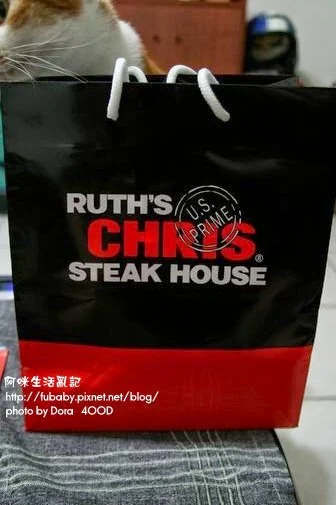 RUTH'S
U.S. PRIME
CHRIS®
STEAK HOUSE
阿咪生活亂記
http://fubaby.pixnet.net/blog/
photo by Dora 4OOD